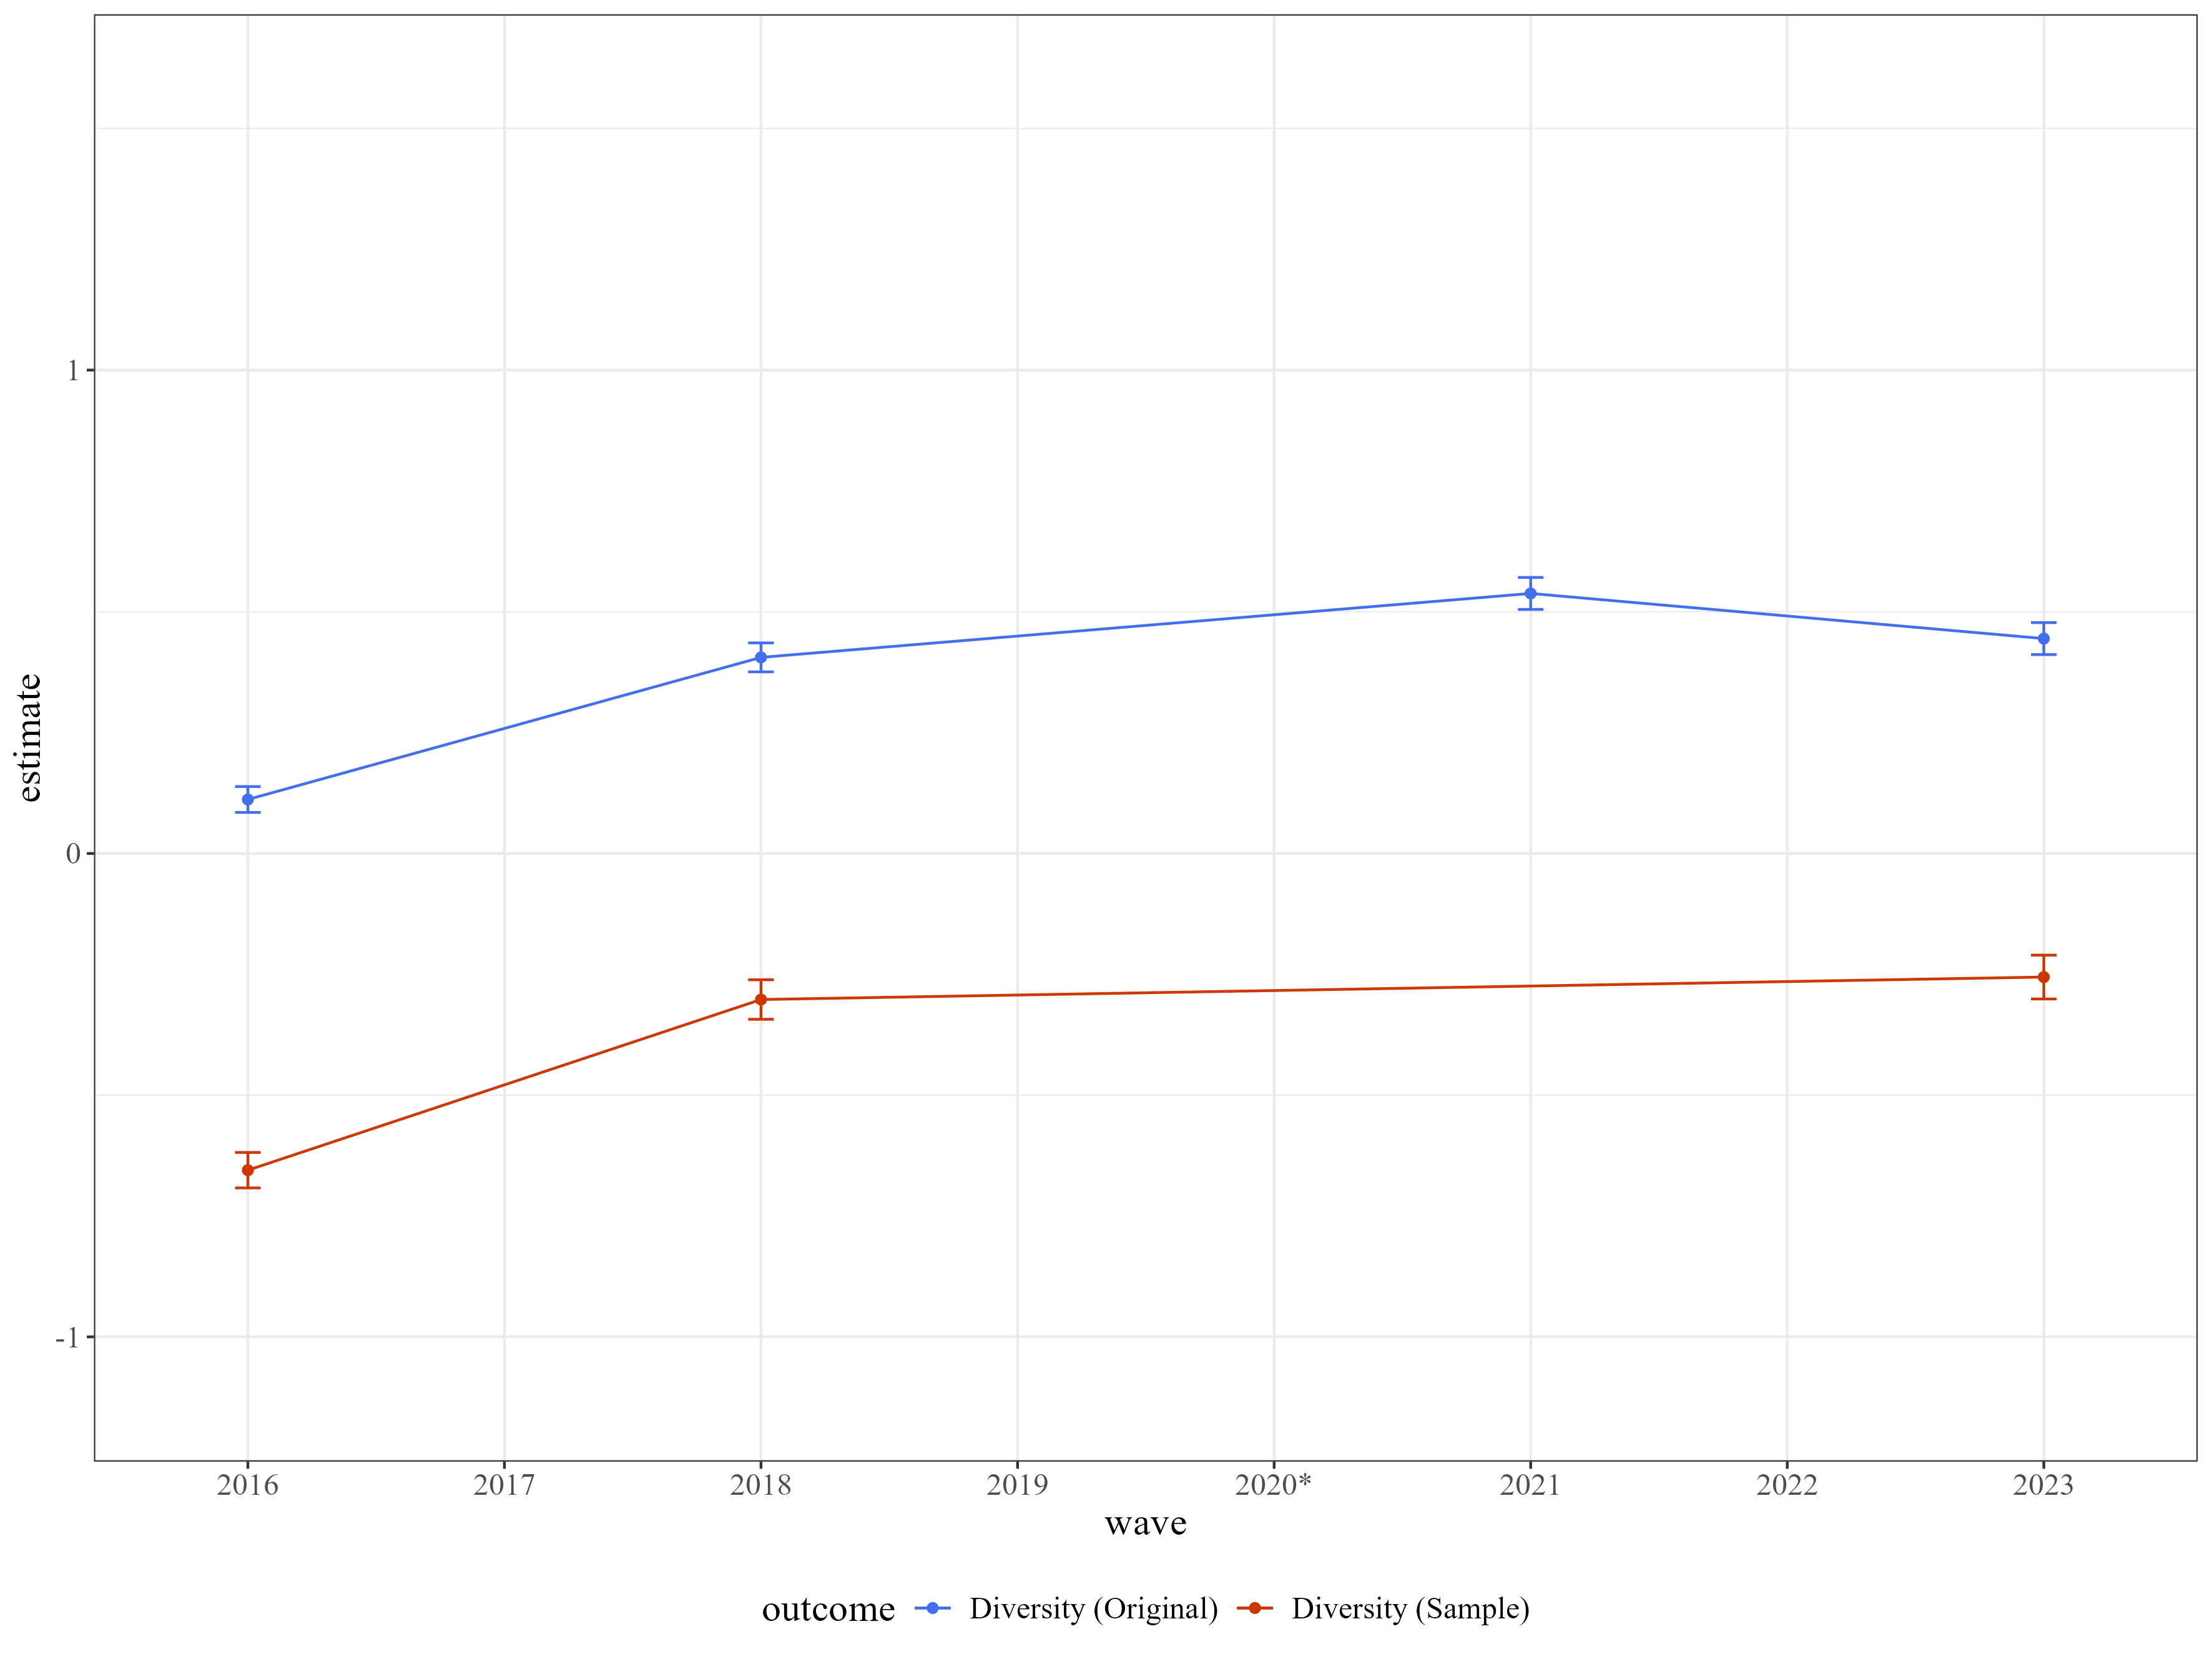 estimate
1
0
-1
2016 2017 2018 2019 2020* 2021 2022 2023
wave
outcome Diversity (Original) Diversity (Sample)